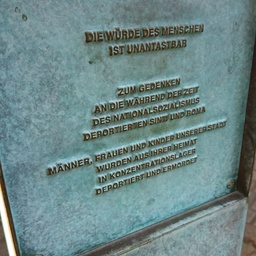 DIE WÜRDE DES MENSCHEN
IST UNANTASTBAR
ZUM GEDENKEN
AN DIE WÄHREND DER ZEIT
DES NATIONALSOZIALISMUS
DEPORTIERTEN SINTI UND ROMA
MÄNNER, FRAUEN UND KINDER UNSERER STADT
WURDEN AUS IHRER HEIMAT
IN KONZENTRATIONSLAGER
DEPORTIERT UND ERMORDET